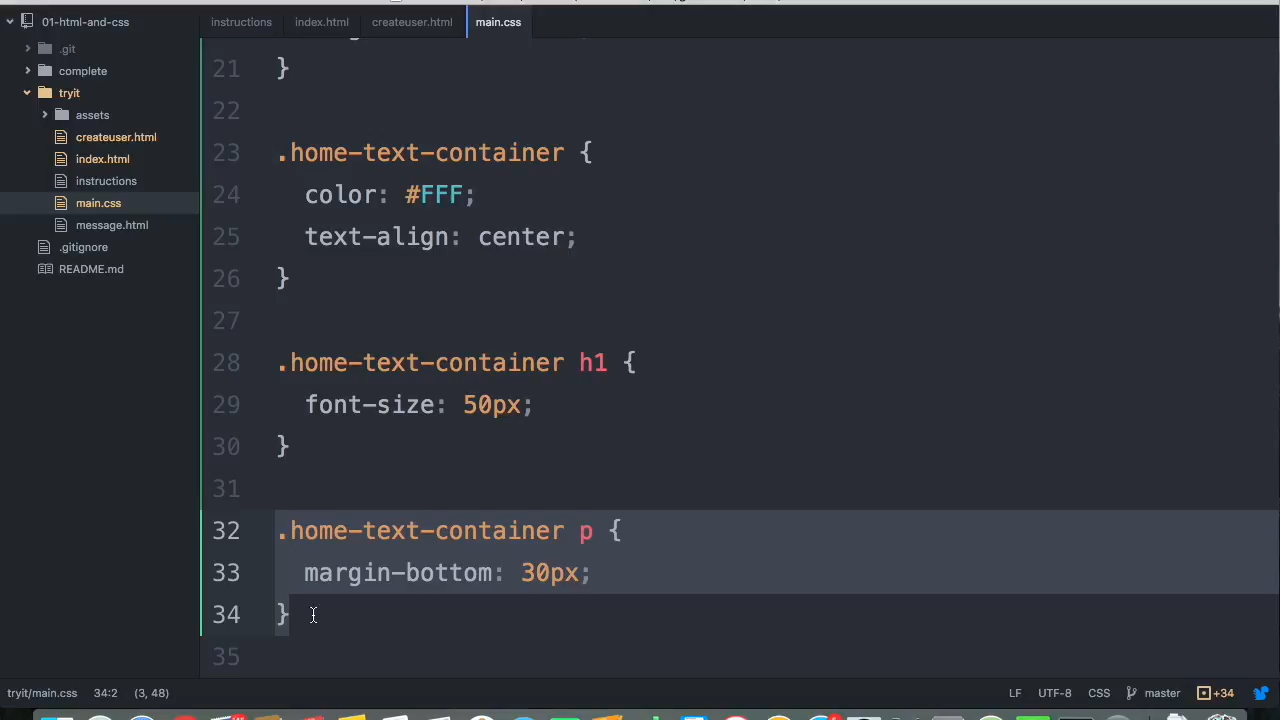 01-html-and-css
.git
complete
tryit
assets
createuser.html
index.html
instructions
main.css
message.html
.gitignore
README.md
instructions
index.html
createuser.html
main.css
21 }
22
23 .home-text-container {
24 color: #FFF;
25 text-align: center;
26 }
27
28 .home-text-container h1 {
29 font-size: 50px;
30 }
31
32 .home-text-container p {
33 margin-bottom: 30px;
34 }
35
tryit/main.css 34:2 (3, 48) LF UTF-8 CSS master +34